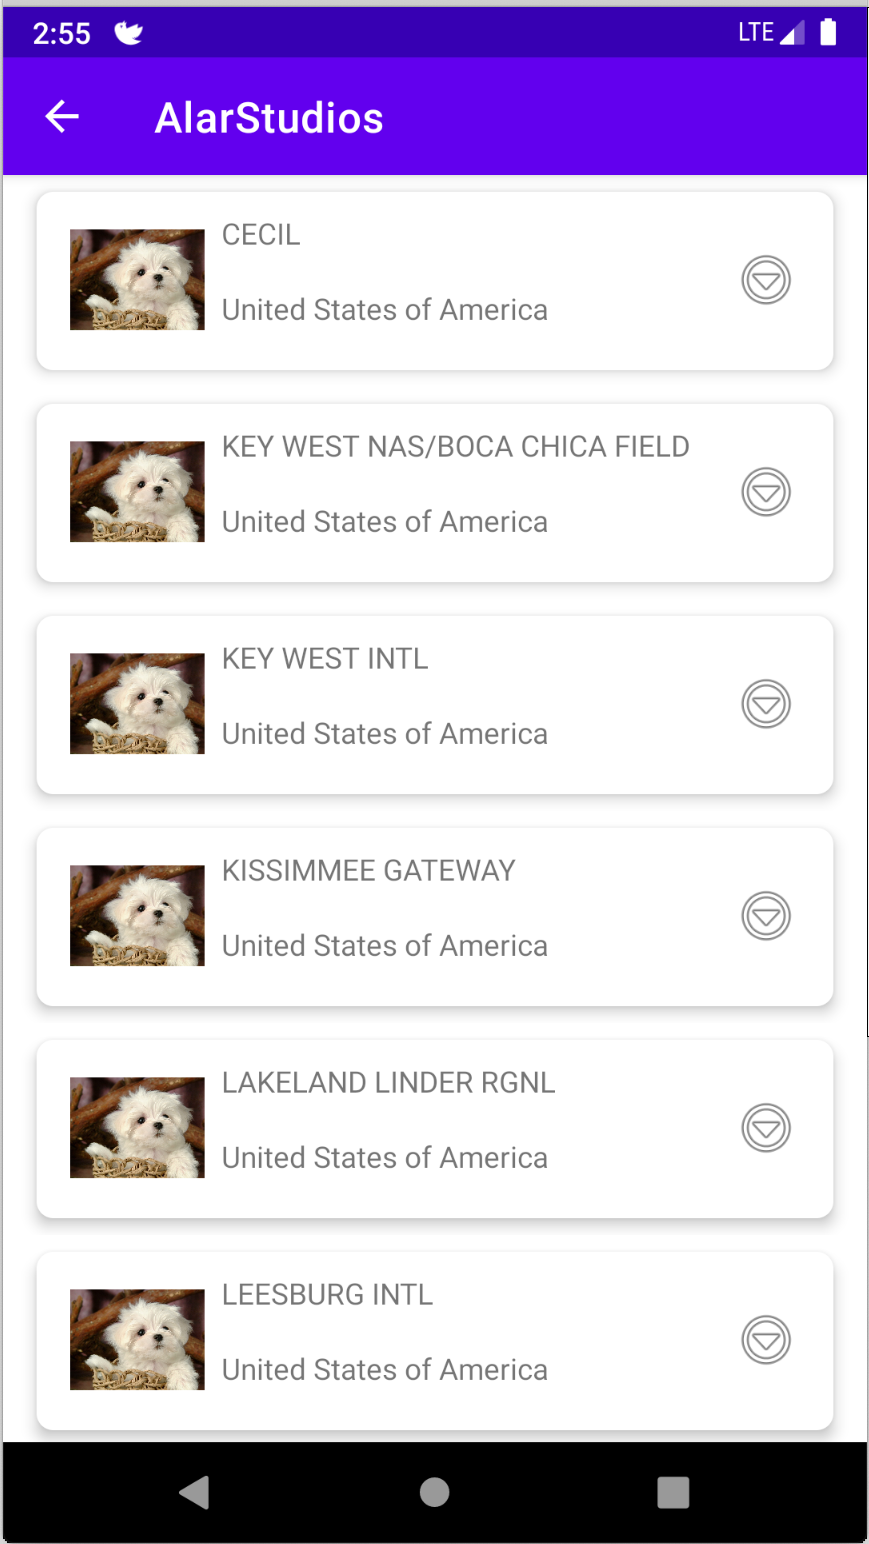 2:55 LTE
AlarStudios
CECIL
United States of America
KEY WEST NAS/BOCA CHICA FIELD
United States of America
KEY WEST INTL
United States of America
KISSIMMEE GATEWAY
United States of America
LAKELAND LINDER RGNL
United States of America
LEESBURG INTL
United States of America